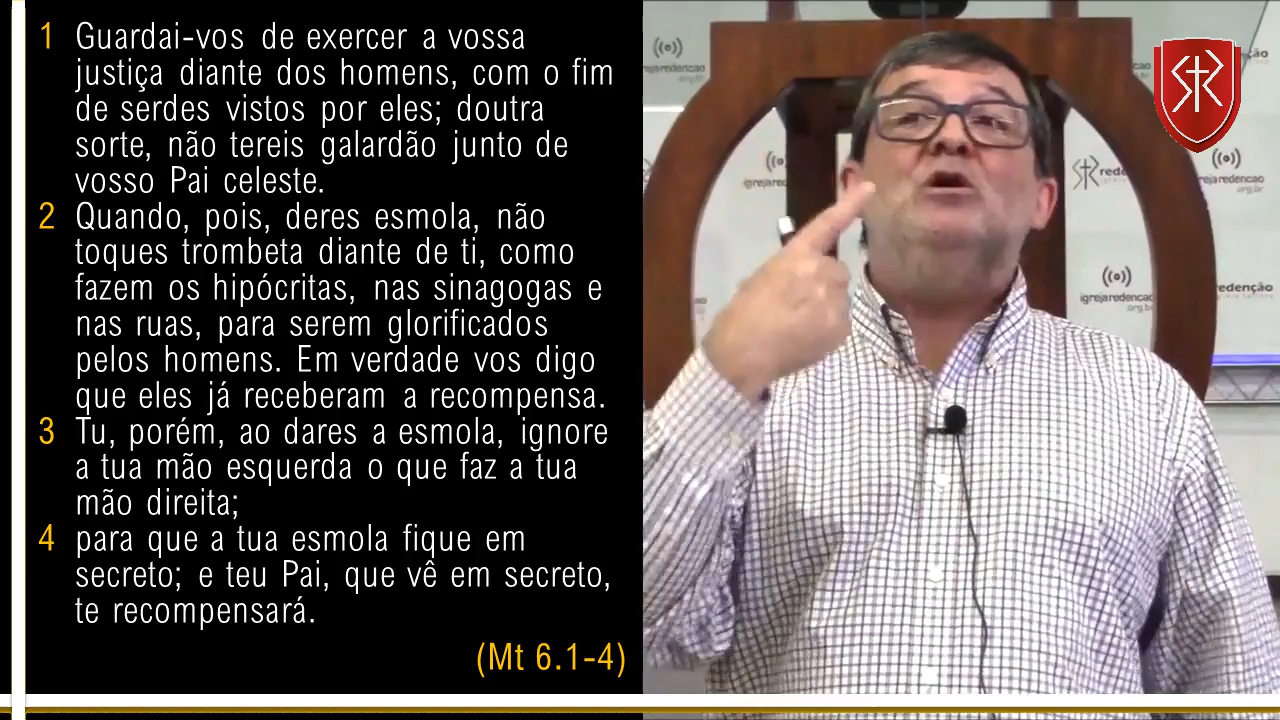 1 Guardai-vos de exercer a vossa
justiça diante dos homens, com o fim
de serdes vistos por eles; doutra
sorte, não tereis galardão junto de
vosso Pai celeste.
2 Quando, pois, deres esmola, não
toques trombeta diante de ti, como
fazem os hipócritas, nas sinagogas e
nas ruas, para serem glorificados
pelos homens. Em verdade vos digo
que eles já receberam a recompensa.
3 Tu, porém, ao dares a esmola, ignore
a tua mão esquerda o que faz a tua
mão direita;
4 para que a tua esmola fique em
secreto; e teu Pai, que vê em secreto,
te recompensará.
(Mt 6.1-4)
igrejaredencao
org.br
igrejaredencao
org.br